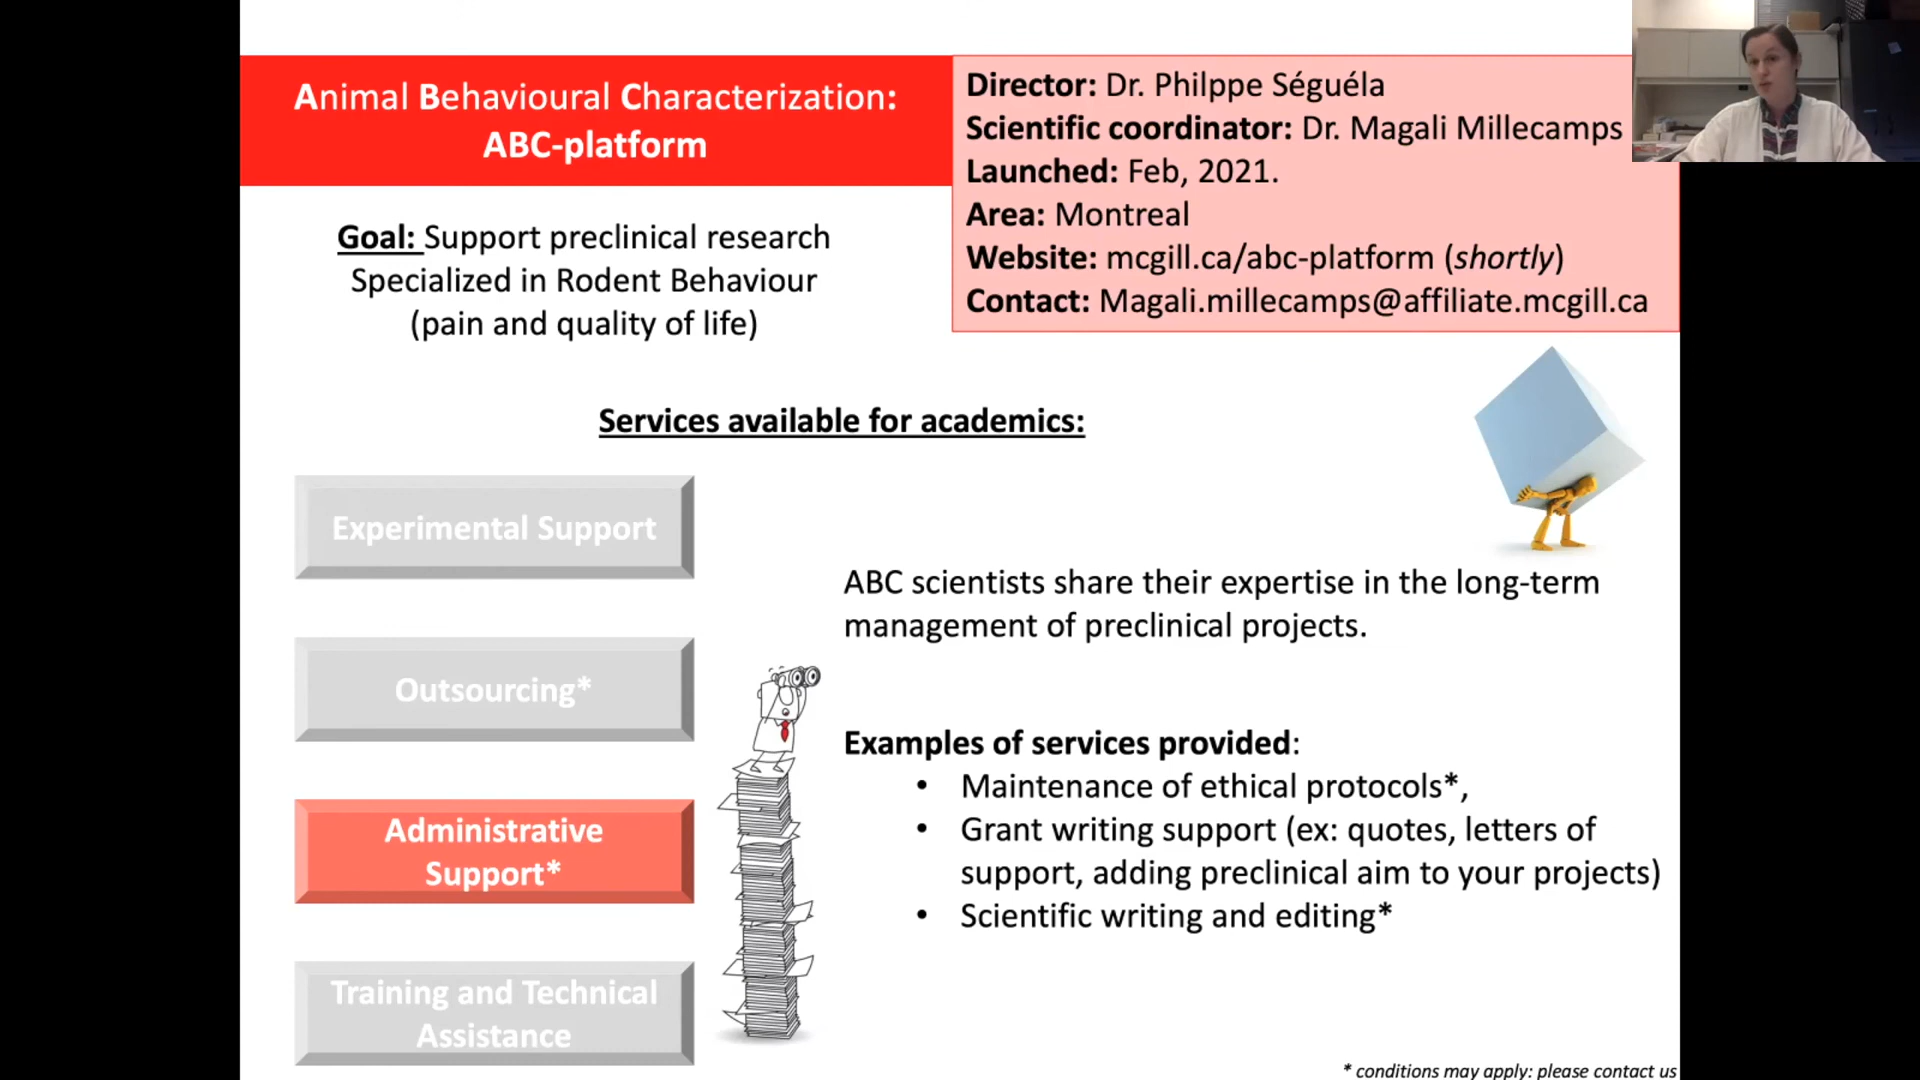 Animal Behavioural Characterization:
ABC-platform
Director: Dr. Philppe Séguéla
Scientific coordinator: Dr. Magali Millecamps
Launched: Feb, 2021.
Area: Montreal
Website: mcgill.ca/abc-platform (shortly)
Contact: Magali.millecamps@affiliate.mcgill.ca
Goal: Support preclinical research
Specialized in Rodent Behaviour
(pain and quality of life)
Services available for academics:
Experimental Support
Outsourcing*
Administrative
Support*
Training and Technical
Assistance
ABC scientists share their expertise in the long-term
management of preclinical projects.
Examples of services provided:
• Maintenance of ethical protocols*,
• Grant writing support (ex: quotes, letters of
support, adding preclinical aim to your projects)
• Scientific writing and editing*
* conditions may apply: please contact us